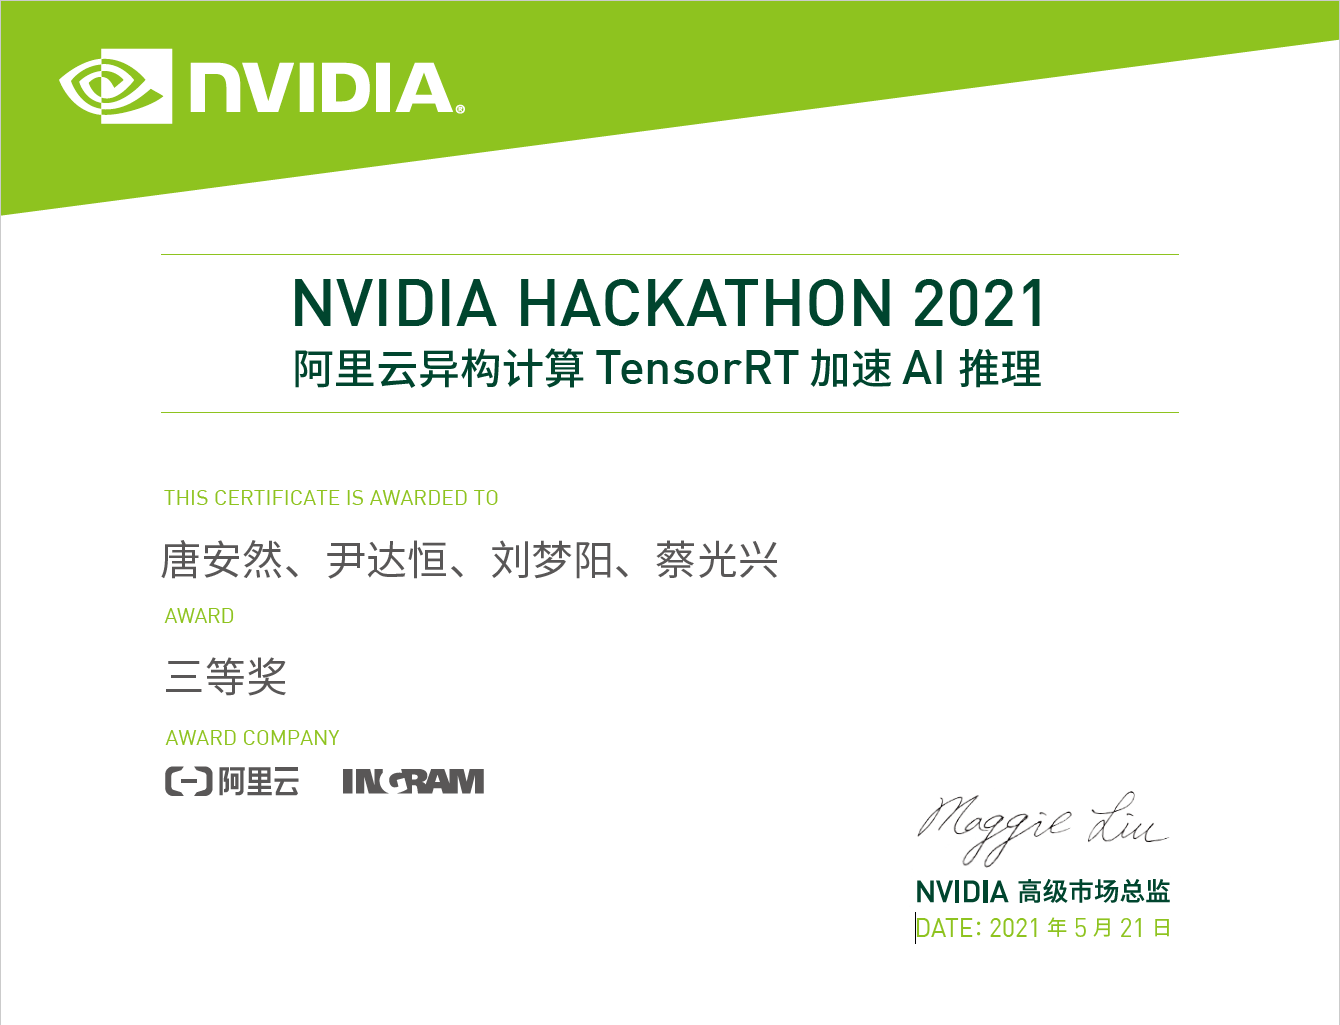 NVIDIA®
NVIDIA HACKATHON 2021
阿里云异构计算 TensorRT 加速 AI 推理
THIS CERTIFICATE IS AWARDED TO
唐安然、尹达恒、刘梦阳、蔡光兴
AWARD
三等奖
AWARD COMPANY
阿里云 INGRAM
Maggie Liu
NVIDIA 高级市场总监
DATE: 2021 年 5 月 21 日